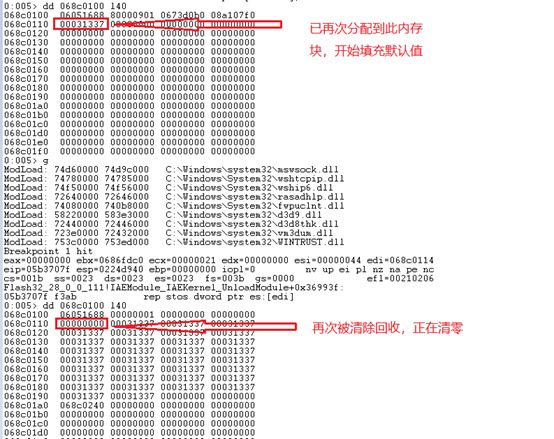 0:005> dd 068c0100 l40
068c0100  06051688 80000901 0673d0b0 08a107f0
068c0110  00031337 00000000 00000000 00000000
068c0120  00000000 00000000 00000000 00000000
068c0130  00000000 00000000 00000000 00000000
068c0140  00000000 00000000 00000000 00000000
068c0150  00000000 00000000 00000000 00000000
068c0160  00000000 00000000 00000000 00000000
068c0170  00000000 00000000 00000000 00000000
068c0180  00000000 00000000 00000000 00000000
068c0190  00000000 00000000 00000000 00000000
068c01a0  00000000 00000000 00000000 00000000
068c01b0  00000000 00000000 00000000 00000000
068c01c0  00000000 00000000 00000000 00000000
068c01d0  00000000 00000000 00000000 00000000
068c01e0  00000000 00000000 00000000 00000000
068c01f0  00000000 00000000 00000000 00000000
已再次分配到此内存
块，开始填充默认值
0:005> g
ModLoad: 74d60000 74d9c000   C:\Windows\system32\mswsock.dll
ModLoad: 74780000 74785000   C:\Windows\System32\wshtcpip.dll
ModLoad: 74f50000 74f56000   C:\Windows\System32\wship6.dll
ModLoad: 72640000 72646000   C:\Windows\system32\rasadhlp.dll
ModLoad: 74080000 740b8000   C:\Windows\System32\fwpuclnt.dll
ModLoad: 58220000 583e3000   C:\Windows\system32\d3d9.dll
ModLoad: 72440000 72446000   C:\Windows\system32\d3d8thk.dll
ModLoad: 723e0000 72432000   C:\Windows\system32\vm3dum.dll
ModLoad: 753c0000 753ed000   C:\Windows\system32\WINTRUST.dll
Breakpoint 1 hit
eax=00000000 ebx=0686fdc0 ecx=00000021 edx=00000000 esi=00000044 edi=068c0114
eip=05b3707f esp=0224d940 ebp=00000000 iopl=0         nv up ei pl nz na pe nc
cs=001b  ss=0023  ds=0023  es=0023  fs=003b  gs=0000             efl=00210206
Flash32_28_0_0_111!IAEModule_IAEKernel_UnloadModule+0x36993f:
05b3707f f3ab            rep stos dword ptr es:[edi]
0:005> dd 068c0100 l40
068c0100  06051688 00000001 00000000 00000000
068c0110  00000000 00031337 00031337 00031337
068c0120  00031337 00031337 00031337 00031337
068c0130  00031337 00031337 00031337 00031337
068c0140  00031337 00031337 00031337 00031337
068c0150  00031337 00031337 00031337 00031337
068c0160  00031337 00031337 00031337 00031337
068c0170  00031337 00031337 00031337 00031337
068c0180  00031337 00031337 00031337 00031337
068c0190  00031337 00031337 00031337 00031337
068c01a0  068c0240 00000000 00000000 00000000
068c01b0  00000000 00000000 00000000 00000000
068c01c0  00000000 00000000 00000000 00000000
068c01d0  00000000 00000000 00000000 00000000
068c01e0  00000000 00000000 00000000 00000000
068c01f0  00000000 00000000 00000000 00000000
再次被清除回收，正在清零